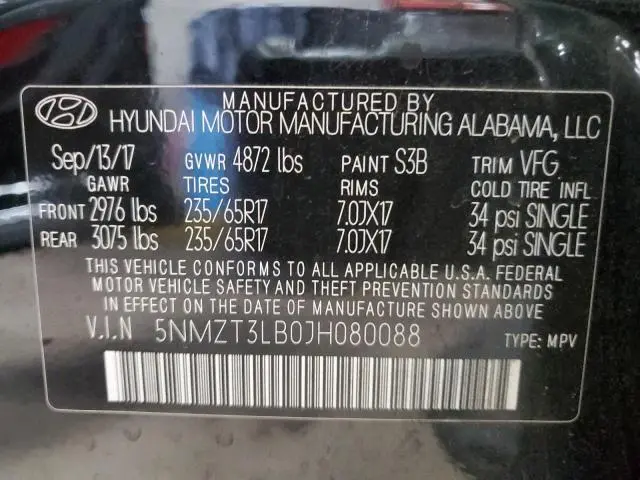 MANUFACTURED BY
HYUNDAI MOTOR MANUFACTURING ALABAMA, LLC
Sep/13/17 GVWR 4872 lbs PAINT S3B TRIM VFG
GAWR TIRES RIMS COLD TIRE INFL
FRONT 2976 lbs 235/65R17 7.0JX17 34 psi SINGLE
REAR 3075 lbs 235/65R17 7.0JX17 34 psi SINGLE
THIS VEHICLE CONFORMS TO ALL APPLICABLE U.S.A. FEDERAL
MOTOR VEHICLE SAFETY AND THEFT PREVENTION STANDARDS
IN EFFECT ON THE DATE OF MANUFACTURE SHOWN ABOVE
V.I.N 5NMZT3LB0JH080088 TYPE: MPV